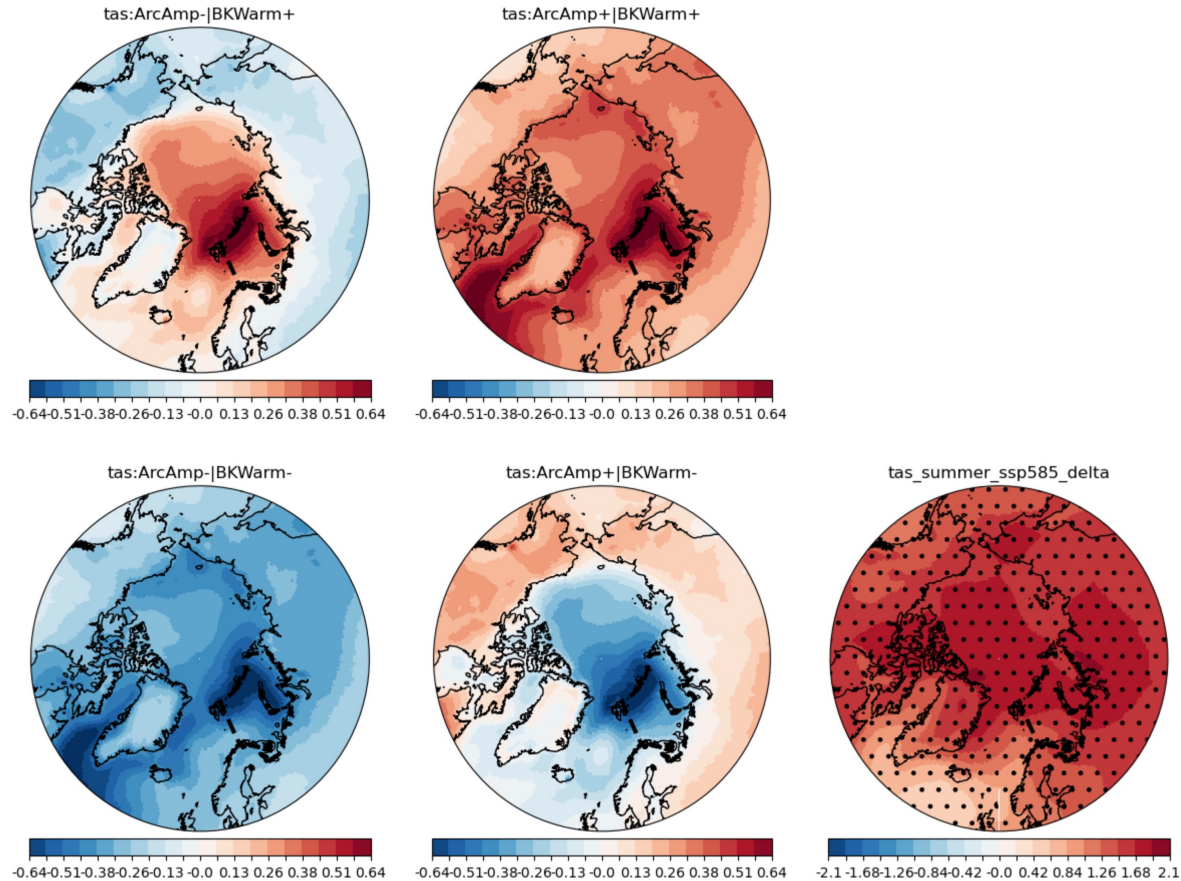 tas:ArcAmp-|BKWarm+
tas:ArcAmp+|BKWarm+
-0.64-0.51-0.38-0.26-0.13 -0.0 0.13 0.26 0.38 0.51 0.64
-0.64-0.51-0.38-0.26-0.13 -0.0 0.13 0.26 0.38 0.51 0.64
tas:ArcAmp-|BKWarm-
tas:ArcAmp+|BKWarm-
tas_summer_ssp585_delta
-0.64-0.51-0.38-0.26-0.13 -0.0 0.13 0.26 0.38 0.51 0.64
-0.64-0.51-0.38-0.26-0.13 -0.0 0.13 0.26 0.38 0.51 0.64
-2.1 -1.68-1.26-0.84-0.42 -0.0 0.42 0.84 1.26 1.68 2.1